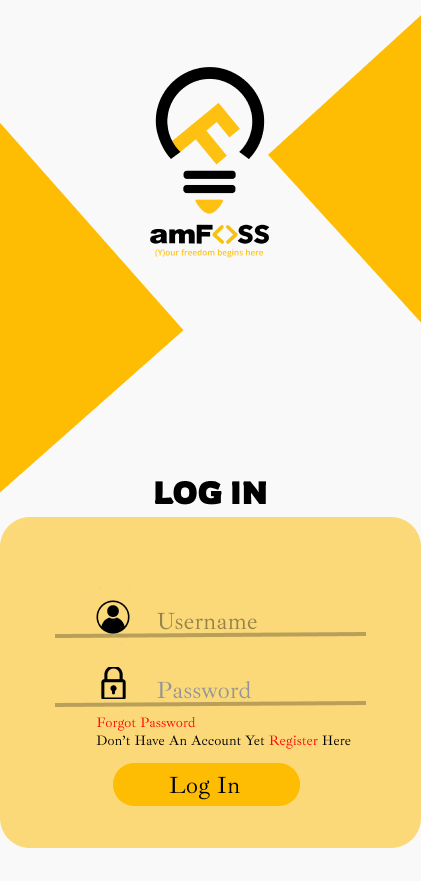 amF<>SS
(Y)our freedom begins here
LOG IN
Username
Password
Forgot Password
Don't Have An Account Yet Register Here
Log In